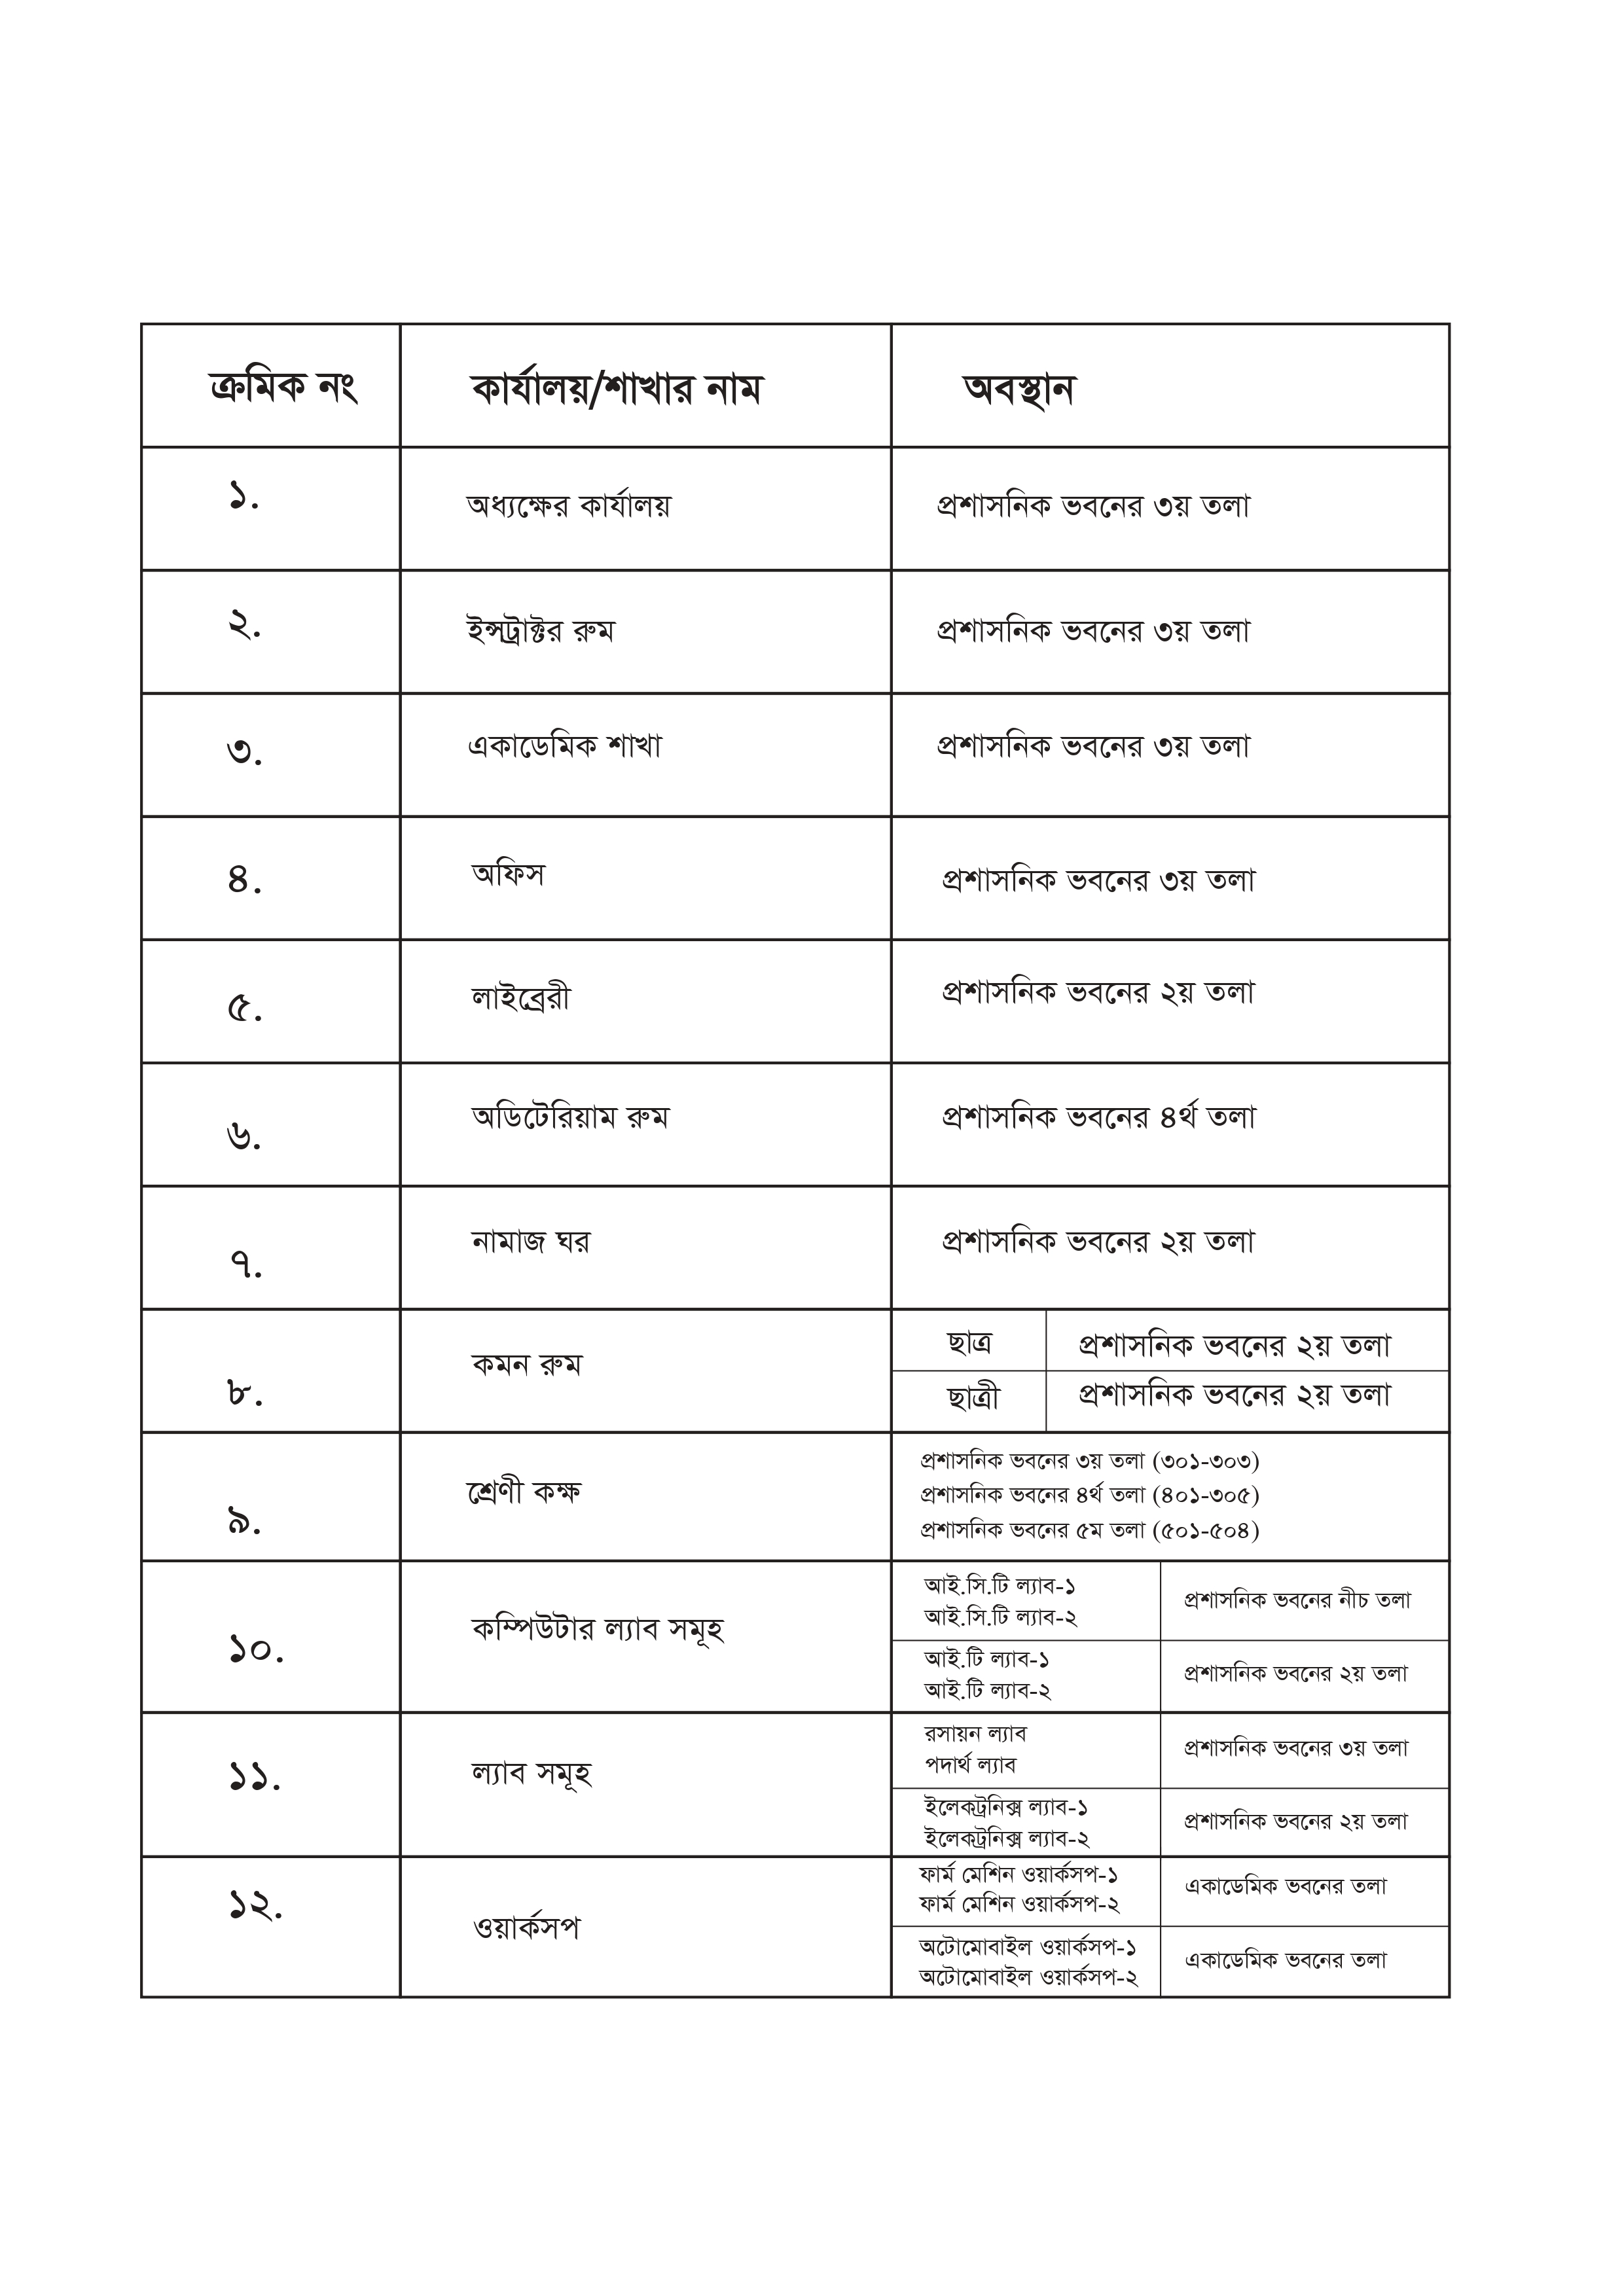 ক্রমিক নং কার্যালয়/শাখার নাম অবস্থান
১. অধ্যক্ষের কার্যালয় প্রশাসনিক ভবনের ৩য় তলা
২. ইন্সট্রাক্টর রুম প্রশাসনিক ভবনের ৩য় তলা
৩. একাডেমিক শাখা প্রশাসনিক ভবনের ৩য় তলা
৪. অফিস প্রশাসনিক ভবনের ৩য় তলা
৫. লাইব্রেরী প্রশাসনিক ভবনের ২য় তলা
৬. অডিটেরিয়াম রুম প্রশাসনিক ভবনের ৪র্থ তলা
৭. নামাজ ঘর প্রশাসনিক ভবনের ২য় তলা
৮. কমন রুম
ছাত্র প্রশাসনিক ভবনের ২য় তলা
ছাত্রী প্রশাসনিক ভবনের ২য় তলা
৯. শ্রেণী কক্ষ
প্রশাসনিক ভবনের ৩য় তলা (৩০১-৩০৩)
প্রশাসনিক ভবনের ৪র্থ তলা (৪০১-৩০৫)
প্রশাসনিক ভবনের ৫ম তলা (৫০১-৫০৪)
১০. কম্পিউটার ল্যাব সমূহ
আই.সি.টি ল্যাব-১
আই.সি.টি ল্যাব-২
প্রশাসনিক ভবনের নীচ তলা
আই.টি ল্যাব-১
আই.টি ল্যাব-২
প্রশাসনিক ভবনের ২য় তলা
১১. ল্যাব সমূহ
রসায়ন ল্যাব
পদার্থ ল্যাব
প্রশাসনিক ভবনের ৩য় তলা
ইলেকট্রনিক্স ল্যাব-১
ইলেকট্রনিক্স ল্যাব-২
প্রশাসনিক ভবনের ২য় তলা
১২. ওয়ার্কসপ
ফার্ম মেশিন ওয়ার্কসপ-১
ফার্ম মেশিন ওয়ার্কসপ-২
একাডেমিক ভবনের তলা
অটোমোবাইল ওয়ার্কসপ-১
অটোমোবাইল ওয়ার্কসপ-২
একাডেমিক ভবনের তলা